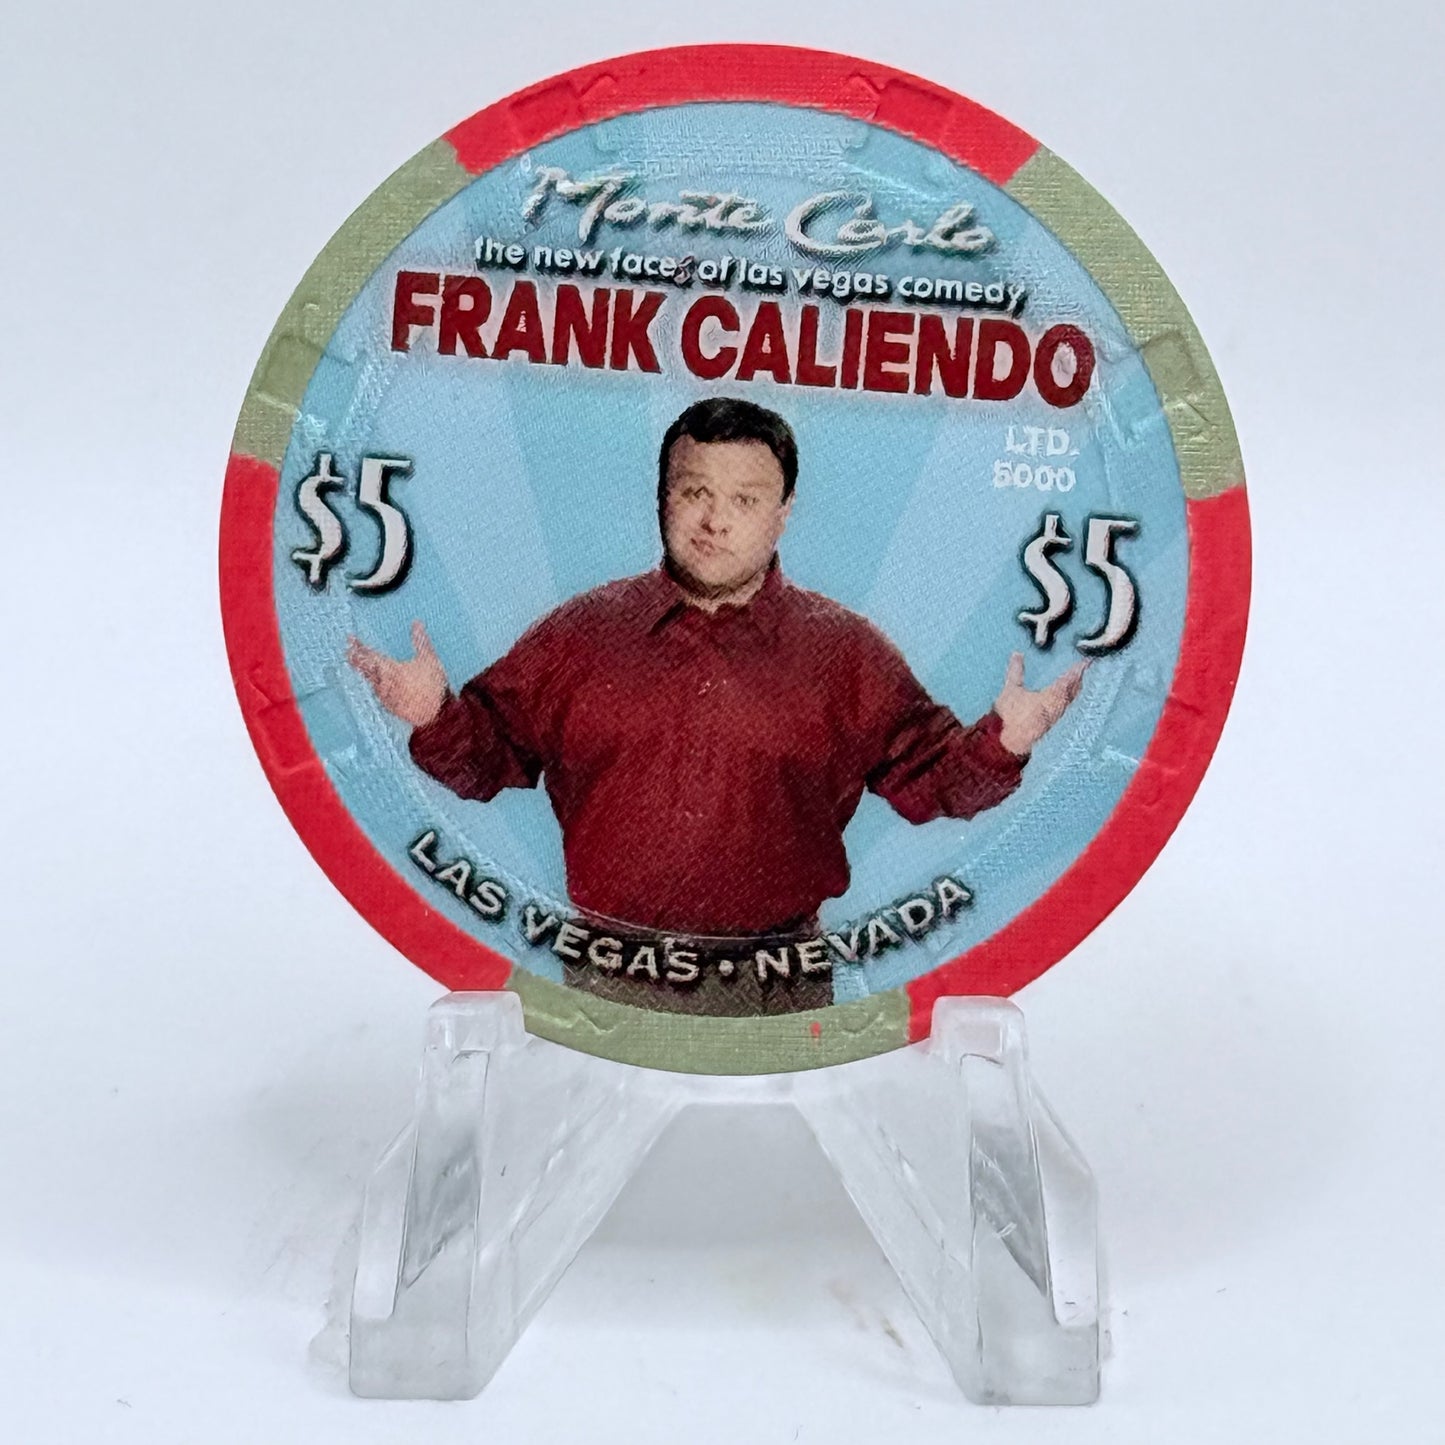 Monte Carlo
the new faces of las vegas comedy
FRANK CALIENDO
LTD.
5000
$5
$5
LAS VEGAS • NEVADA